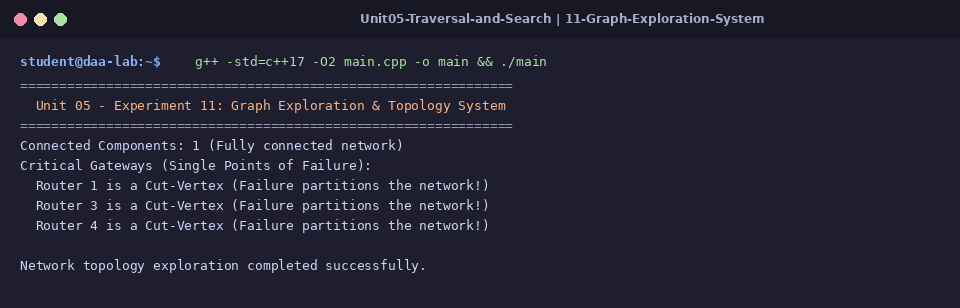 Unit05-Traversal-and-Search | 11-Graph-Exploration-System
student@daa-lab:~$ g++ -std=c++17 -O2 main.cpp -o main && ./main
===============================================================
Unit 05 - Experiment 11: Graph Exploration & Topology System
===============================================================
Connected Components: 1 (Fully connected network)
Critical Gateways (Single Points of Failure):
Router 1 is a Cut-Vertex (Failure partitions the network!)
Router 3 is a Cut-Vertex (Failure partitions the network!)
Router 4 is a Cut-Vertex (Failure partitions the network!)
Network topology exploration completed successfully.